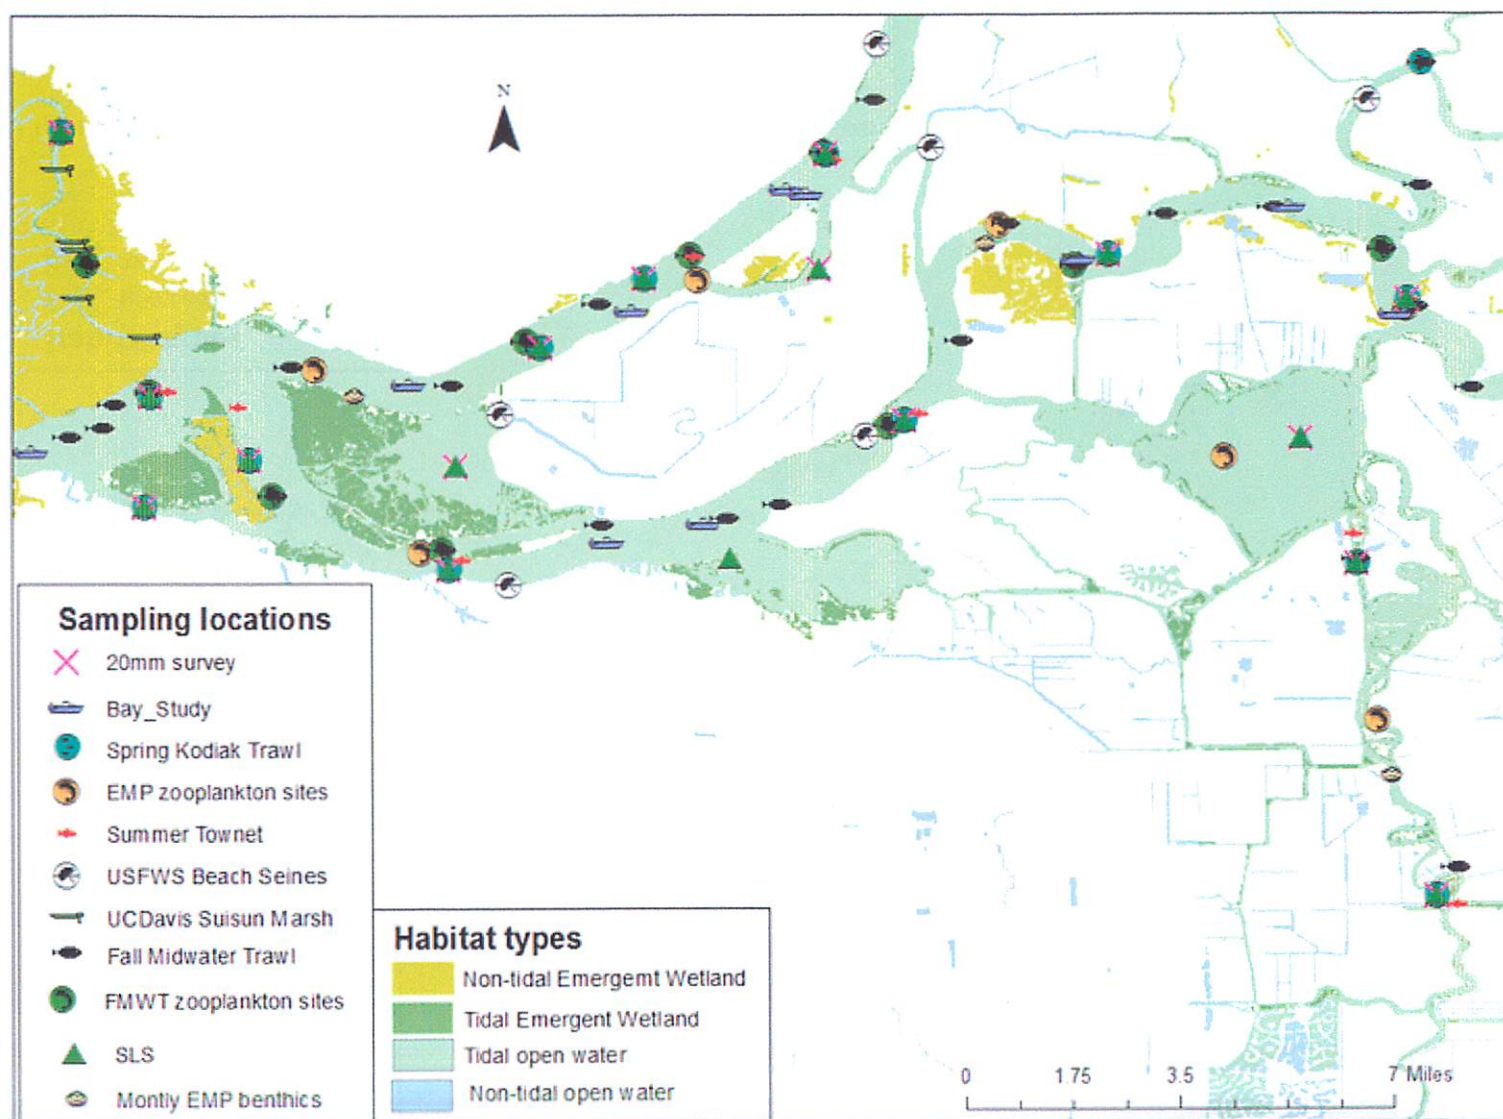 N
Sampling locations
20mm survey
Bay_Study
Spring Kodiak Trawl
EMP zooplankton sites
Summer Townet
USFWS Beach Seines
UCDavis Suisun Marsh
Fall Midwater Trawl
FMWT zooplankton sites
SLS
Montly EMP benthics
Habitat types
Non-tidal Emergemt Wetland
Tidal Emergent Wetland
Tidal open water
Non-tidal open water
0 1.75 3.5 7 Miles